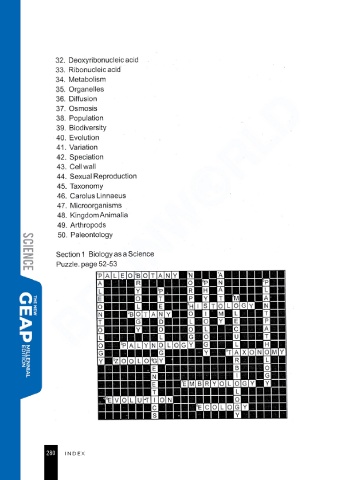 32. Deoxyribonucleic acid
33. Ribonucleic acid
34. Metabolism
35. Organelles
36. Diffusion
37. Osmosis
38. Population
39. Biodiversity
40. Evolution
41. Variation
42. Speciation
43. Cell wall
44. Sexual Reproduction
45. Taxonomy
46. Carolus Linnaeus
47. Microorganisms
48. Kingdom Animalia
49. Arthropods
50. Paleontology
Section 1 Biology as a Science
Puzzle. page 52-53
PALEOBOTANY
HISTOLOGY
BOTANY
PALYNOLOGY
TAXONOMY
ZOOLOGY
EMBRYOLOGY
EVOLUTION
ECOLOGY
SCIENCE
THE NEW
GEAP MILLENNIAL
EDITION
280 INDEX